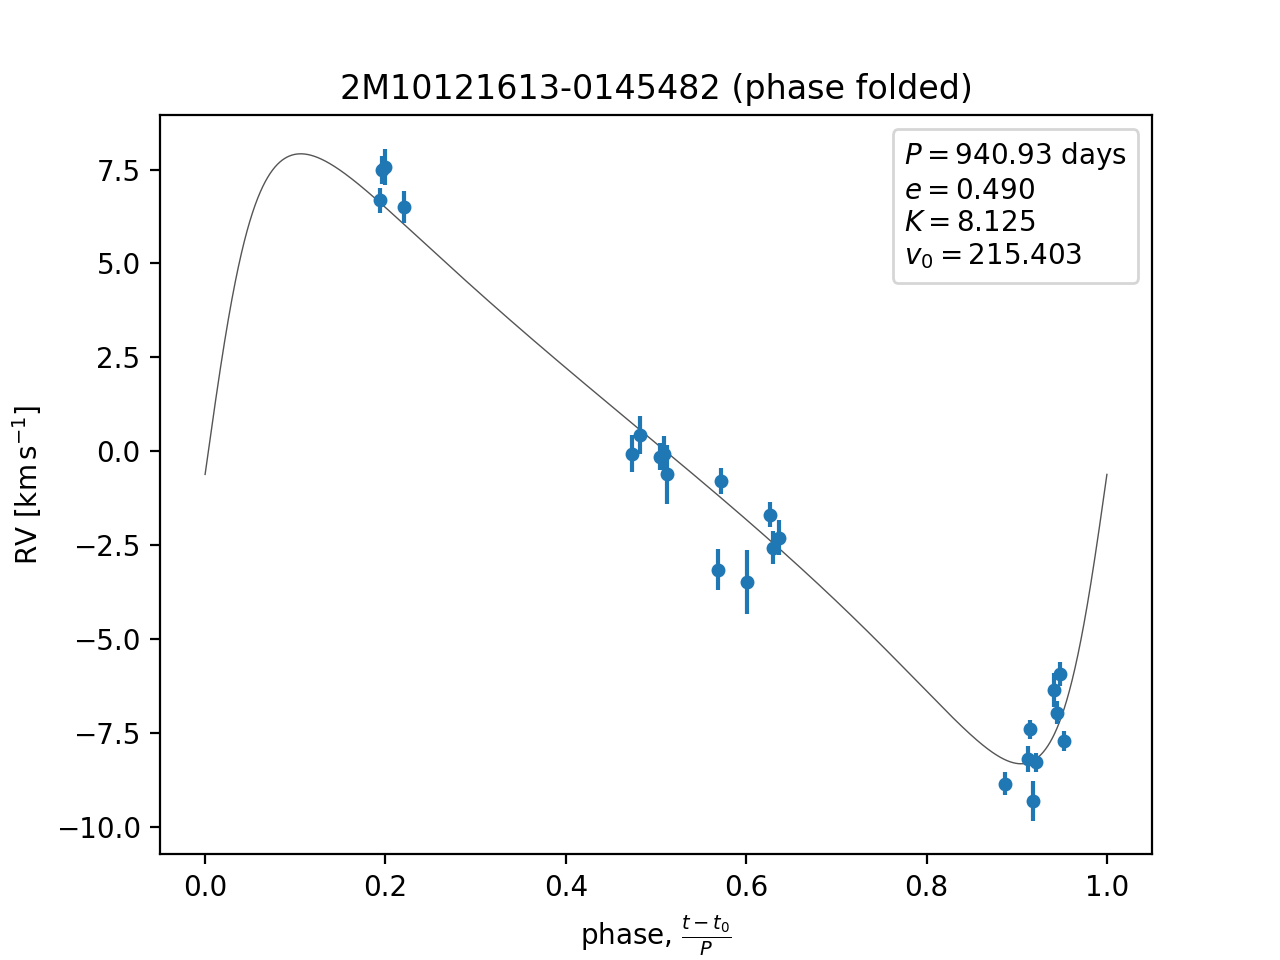 2M10121613-0145482 (phase folded)
P = 940.93 days
e = 0.490
K = 8.125
v₀ = 215.403
RV [km s⁻¹]
7.5
5.0
2.5
0.0
−2.5
−5.0
−7.5
−10.0
0.0 0.2 0.4 0.6 0.8 1.0
phase, (t − t₀)/P